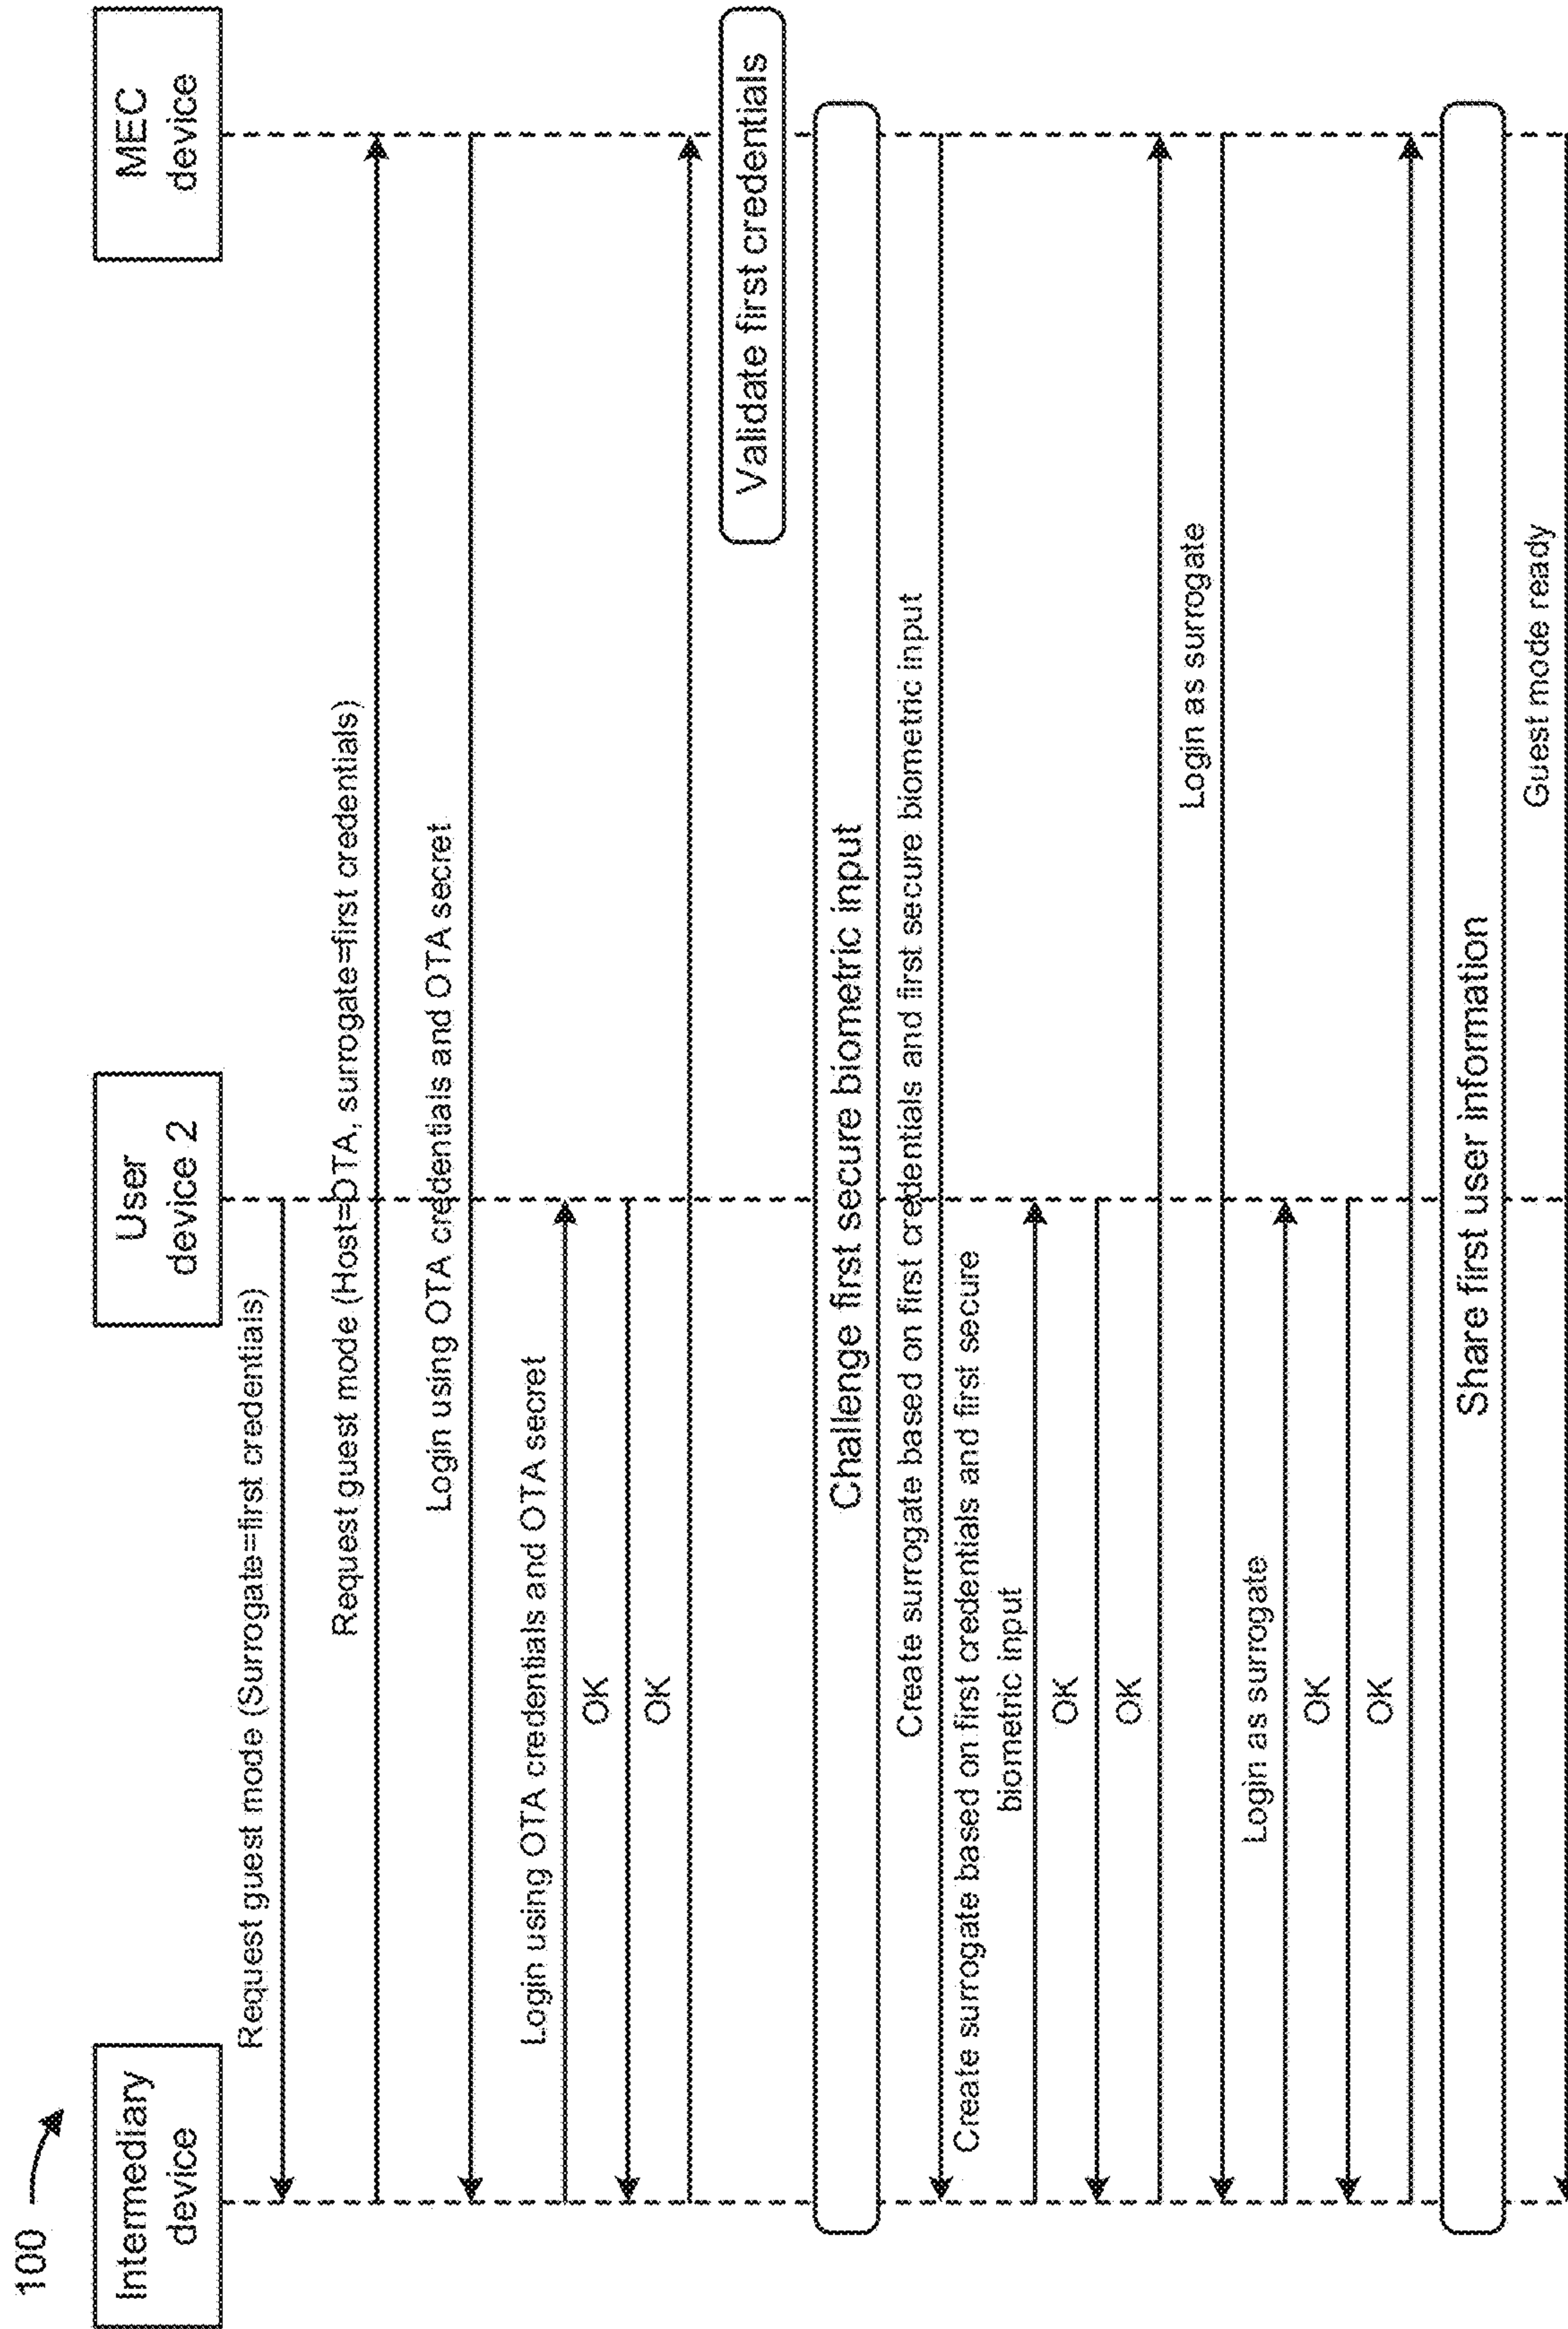 100
Intermediary
device
User
device 2
MEC
device
Request guest mode (Surrogate=first credentials)
Request guest mode (Host=OTA, surrogate=first credentials)
Login using OTA credentials and OTA secret
Login using OTA credentials and OTA secret
OK
OK
Validate first credentials
Challenge first secure biometric input
Create surrogate based on first credentials and first secure biometric input
Create surrogate based on first credentials and first secure
biometric input
OK
OK
Login as surrogate
Login as surrogate
OK
OK
Share first user information
Guest mode ready